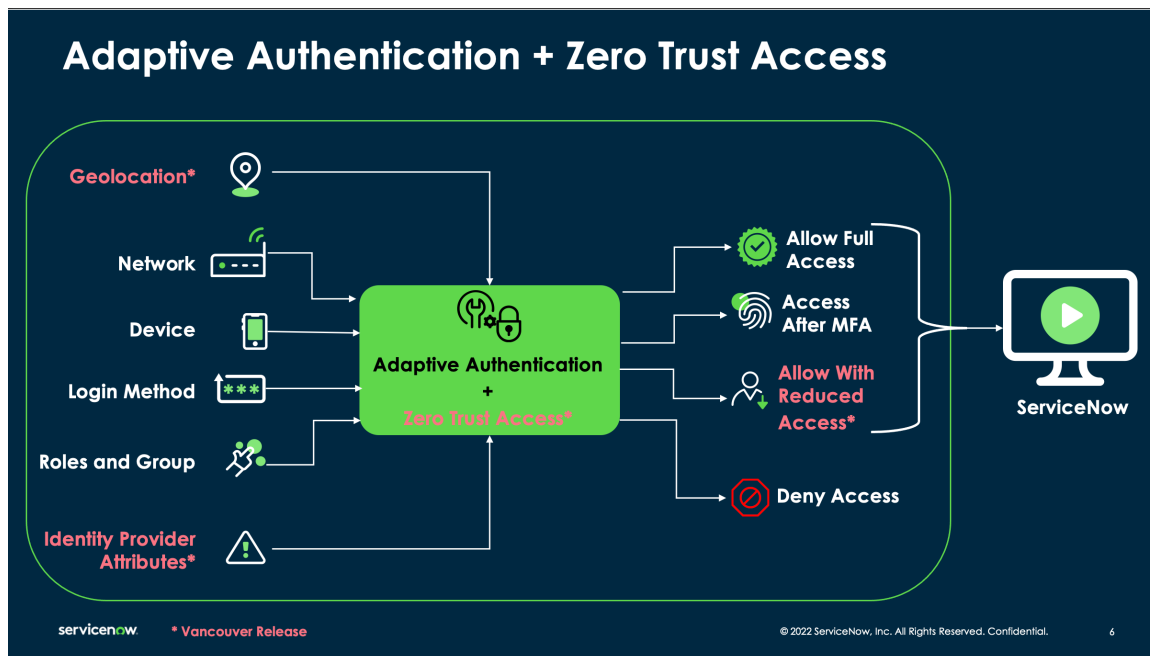 Adaptive Authentication + Zero Trust Access
Geolocation*
Network
Device
Login Method
***
Roles and Group
Identity Provider
Attributes*
Adaptive Authentication
+
Zero Trust Access*
Allow Full
Access
Access
After MFA
Allow With
Reduced
Access*
Deny Access
ServiceNow
servicenow.
* Vancouver Release
© 2022 ServiceNow, Inc. All Rights Reserved. Confidential.
6